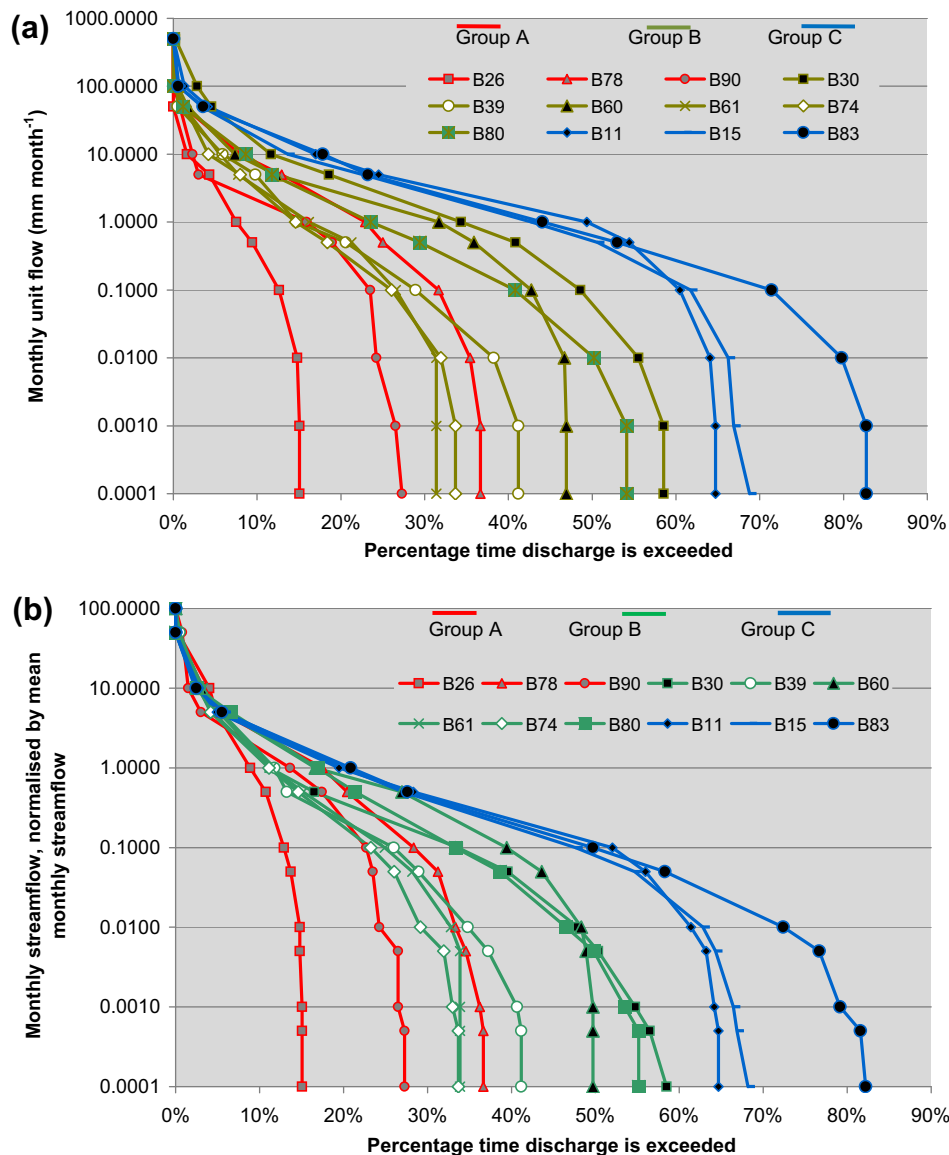 (a)
1000.0000
100.0000
10.0000
1.0000
0.1000
0.0100
0.0010
0.0001
Monthly unit flow (mm month-1)
Group A Group B Group C
B26 B78 B90 B30
B39 B60 B61 B74
B80 B11 B15 B83
0% 10% 20% 30% 40% 50% 60% 70% 80% 90%
Percentage time discharge is exceeded
(b)
100.0000
10.0000
1.0000
0.1000
0.0100
0.0010
0.0001
Monthly streamflow, normalised by mean
monthly streamflow
Group A Group B Group C
B26 B78 B90 B30 B39 B60
B61 B74 B80 B11 B15 B83
0% 10% 20% 30% 40% 50% 60% 70% 80% 90%
Percentage time discharge is exceeded